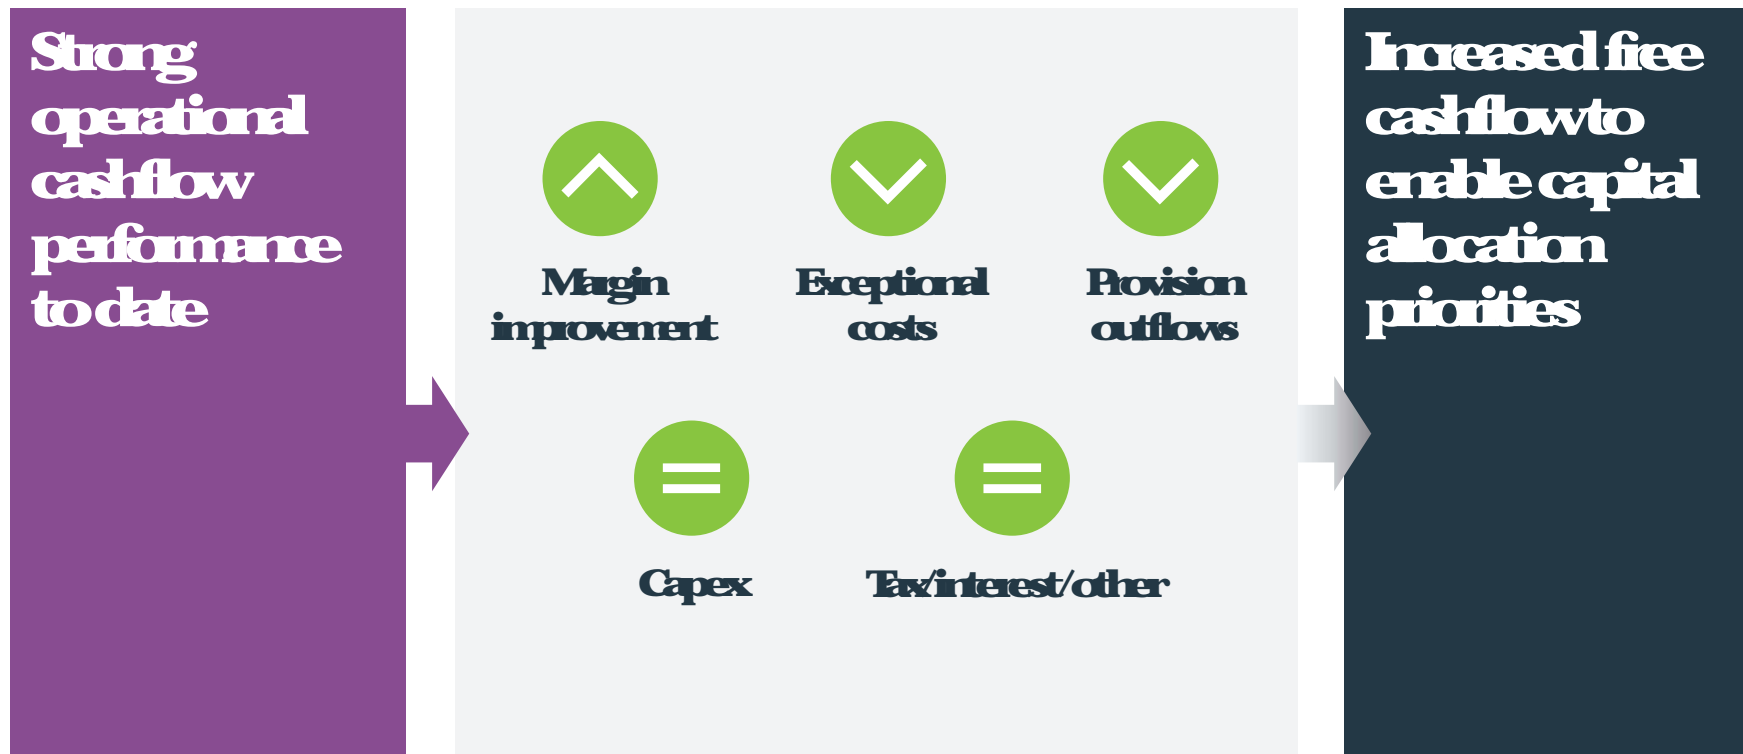 Strong
operational
cashflow
performance
to date
Margin
improvement
Exceptional
costs
Provision
outflows
Capex
Tax/interest/other
Increased free
cashflow to
enable capital
allocation
priorities